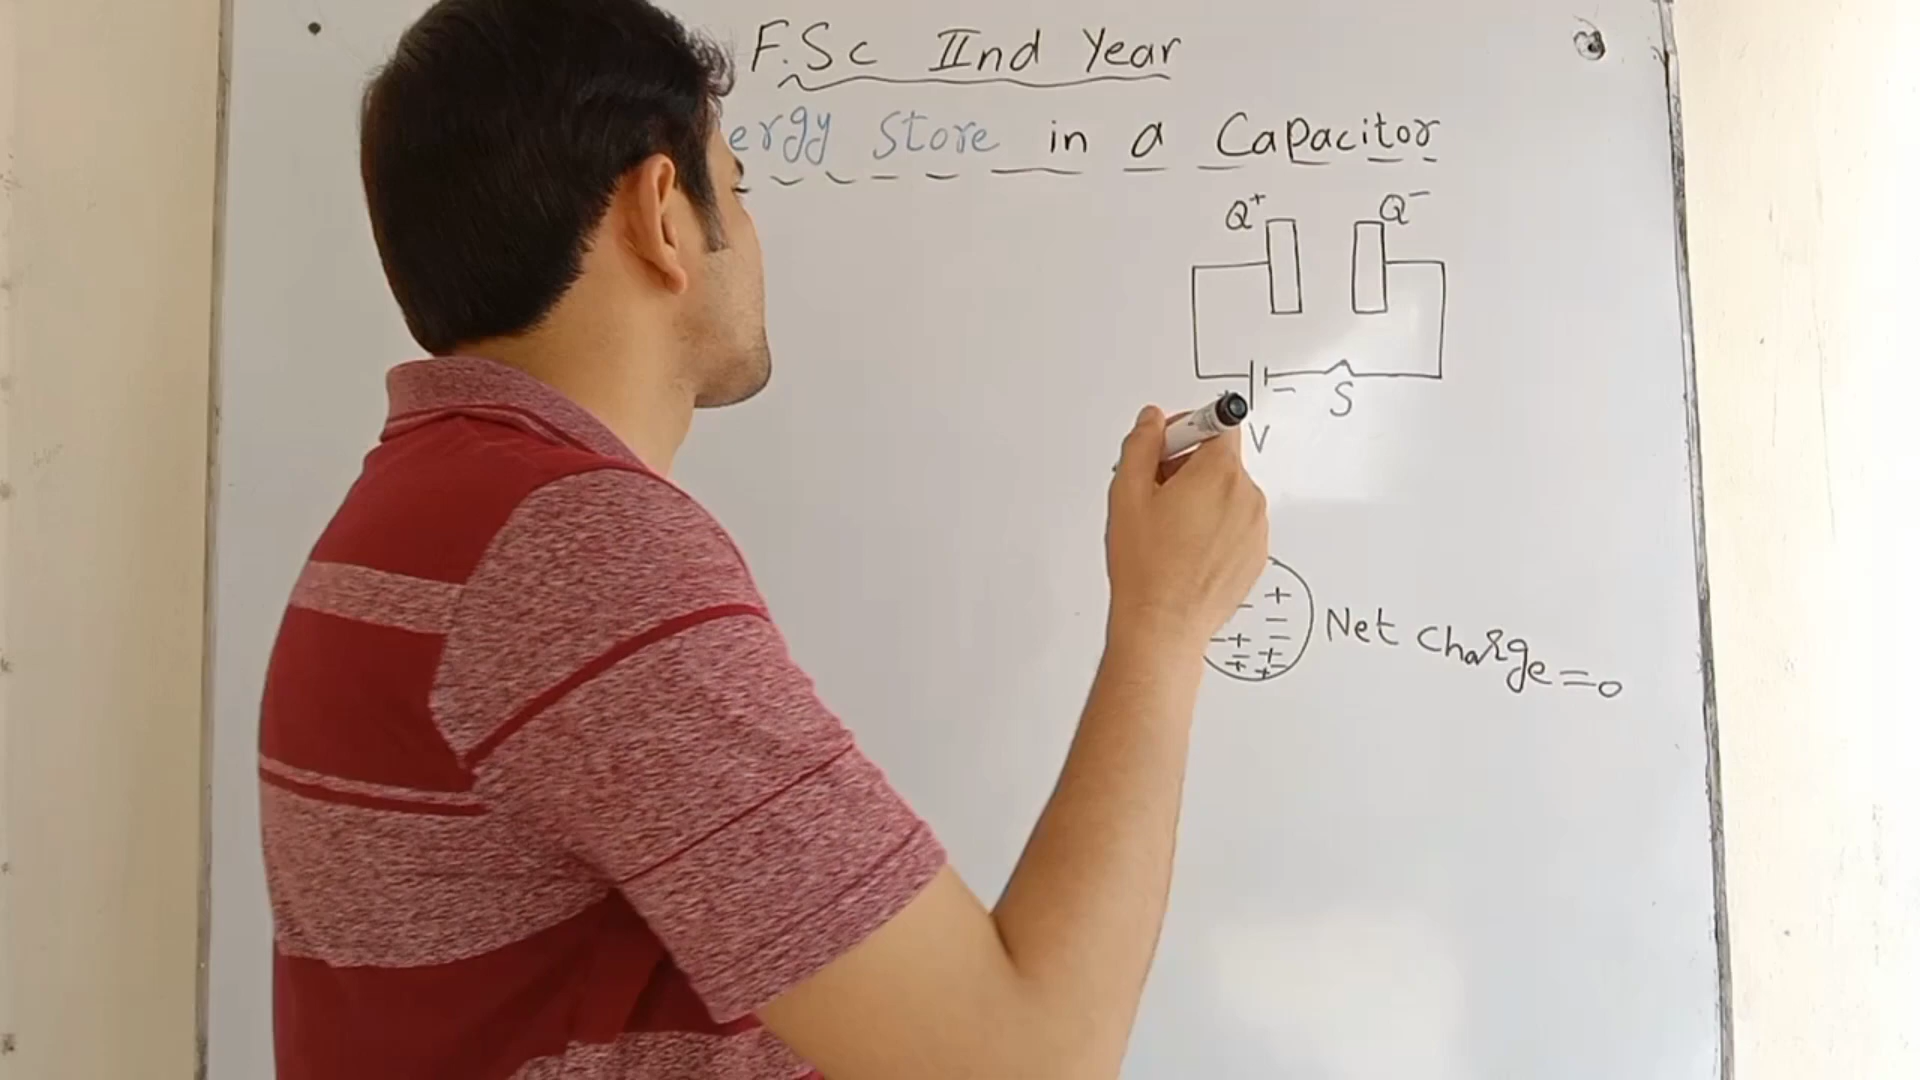 F.Sc IInd Year
ergy Store in a Capacitor
Q⁺ Q⁻
− S
V
Net Charge = 0